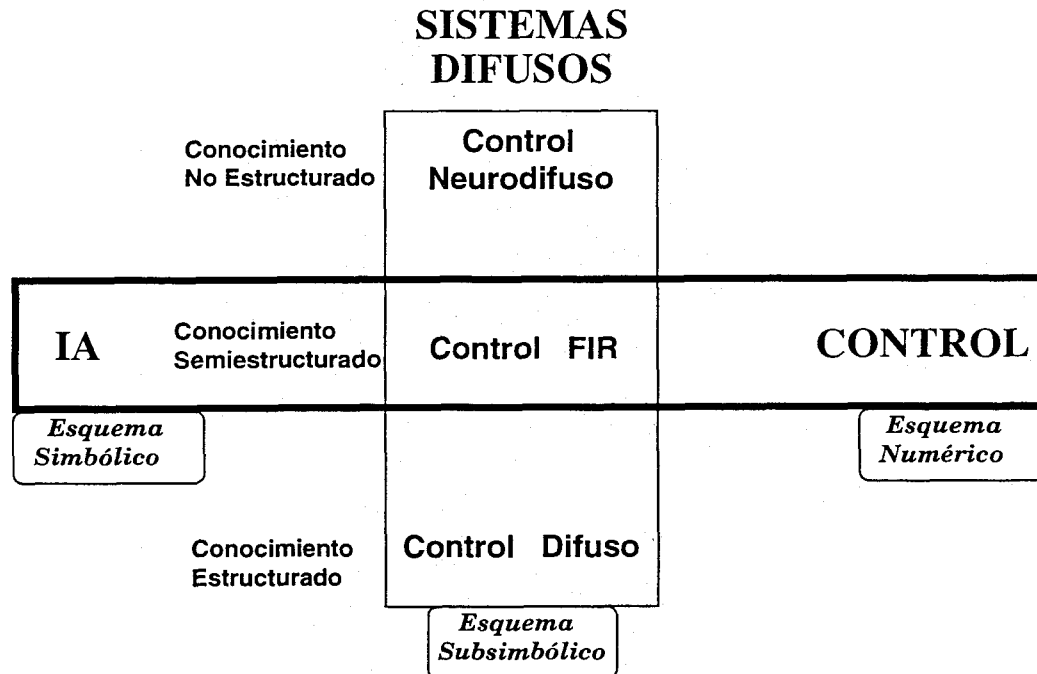 SISTEMAS
DIFUSOS
Conocimiento
No Estructurado
Control
Neurodifuso
IA
Conocimiento
Semiestructurado
Control FIR
CONTROL
Esquema
Simbólico
Esquema
Numérico
Conocimiento
Estructurado
Control Difuso
Esquema
Subsimbólico